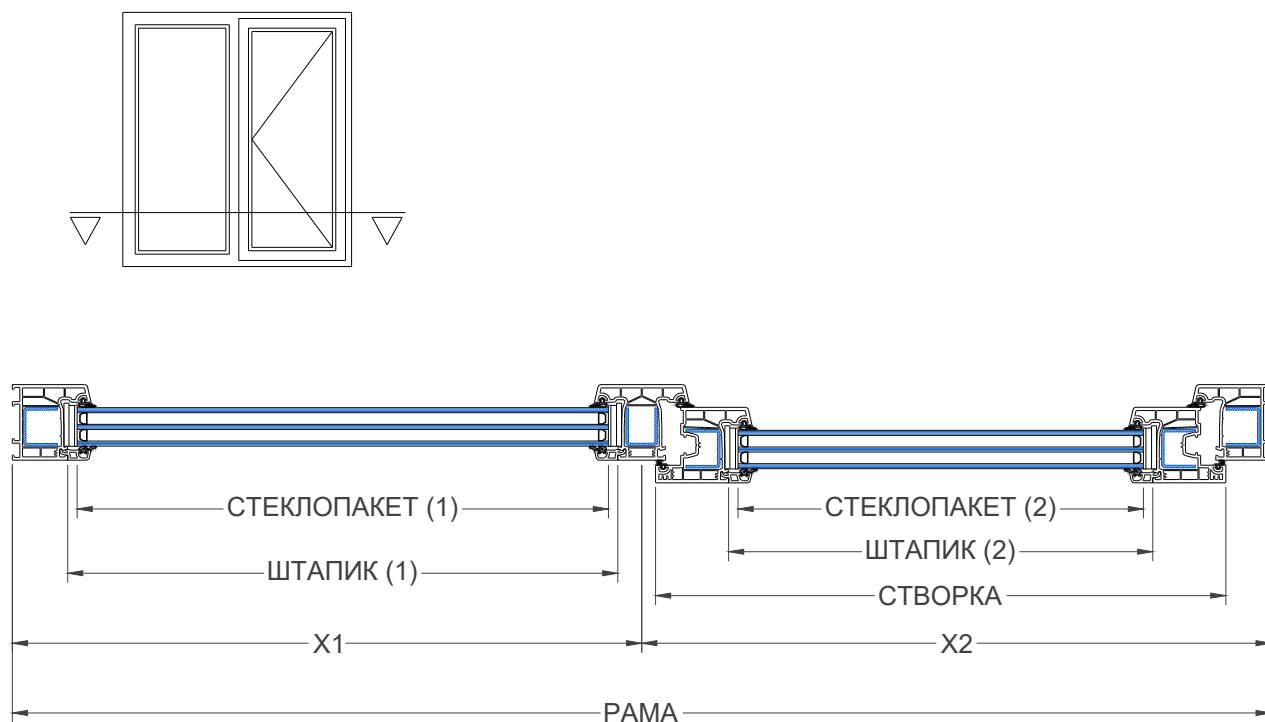 СТЕКЛОПАКЕТ (1)
СТЕКЛОПАКЕТ (2)
ШТАПИК (2)
ШТАПИК (1)
СТВОРКА
X1
X2
РАМА